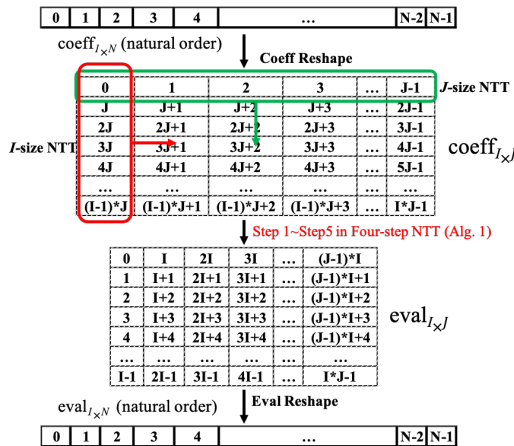 0 1 2 3 4 ... N-2 N-1
coeff_{I×N} (natural order)
Coeff Reshape
0 1 2 3 ... J-1
J-size NTT
J J+1 J+2 J+3 ... 2J-1
2J 2J+1 2J+2 2J+3 ... 3J-1
I-size NTT
3J 3J+1 3J+2 3J+3 ... 4J-1
coeff_{I×J}
4J 4J+1 4J+2 4J+3 ... 5J-1
... ... ... ... ... ...
(I-1)*J (I-1)*J+1 (I-1)*J+2 (I-1)*J+3 ... I*J-1
Step 1~Step5 in Four-step NTT (Alg. 1)
0 I 2I 3I ... (J-1)*I
1 I+1 2I+1 3I+1 ... (J-1)*I+1
2 I+2 2I+2 3I+2 ... (J-1)*I+2
3 I+3 2I+3 3I+3 ... (J-1)*I+3
eval_{I×J}
4 I+4 2I+4 3I+4 ... (J-1)*I+4
... ... ... ... ... ...
I-1 2I-1 3I-1 4I-1 ... I*J-1
eval_{I×N} (natural order)
Eval Reshape
0 1 2 3 4 ... N-2 N-1